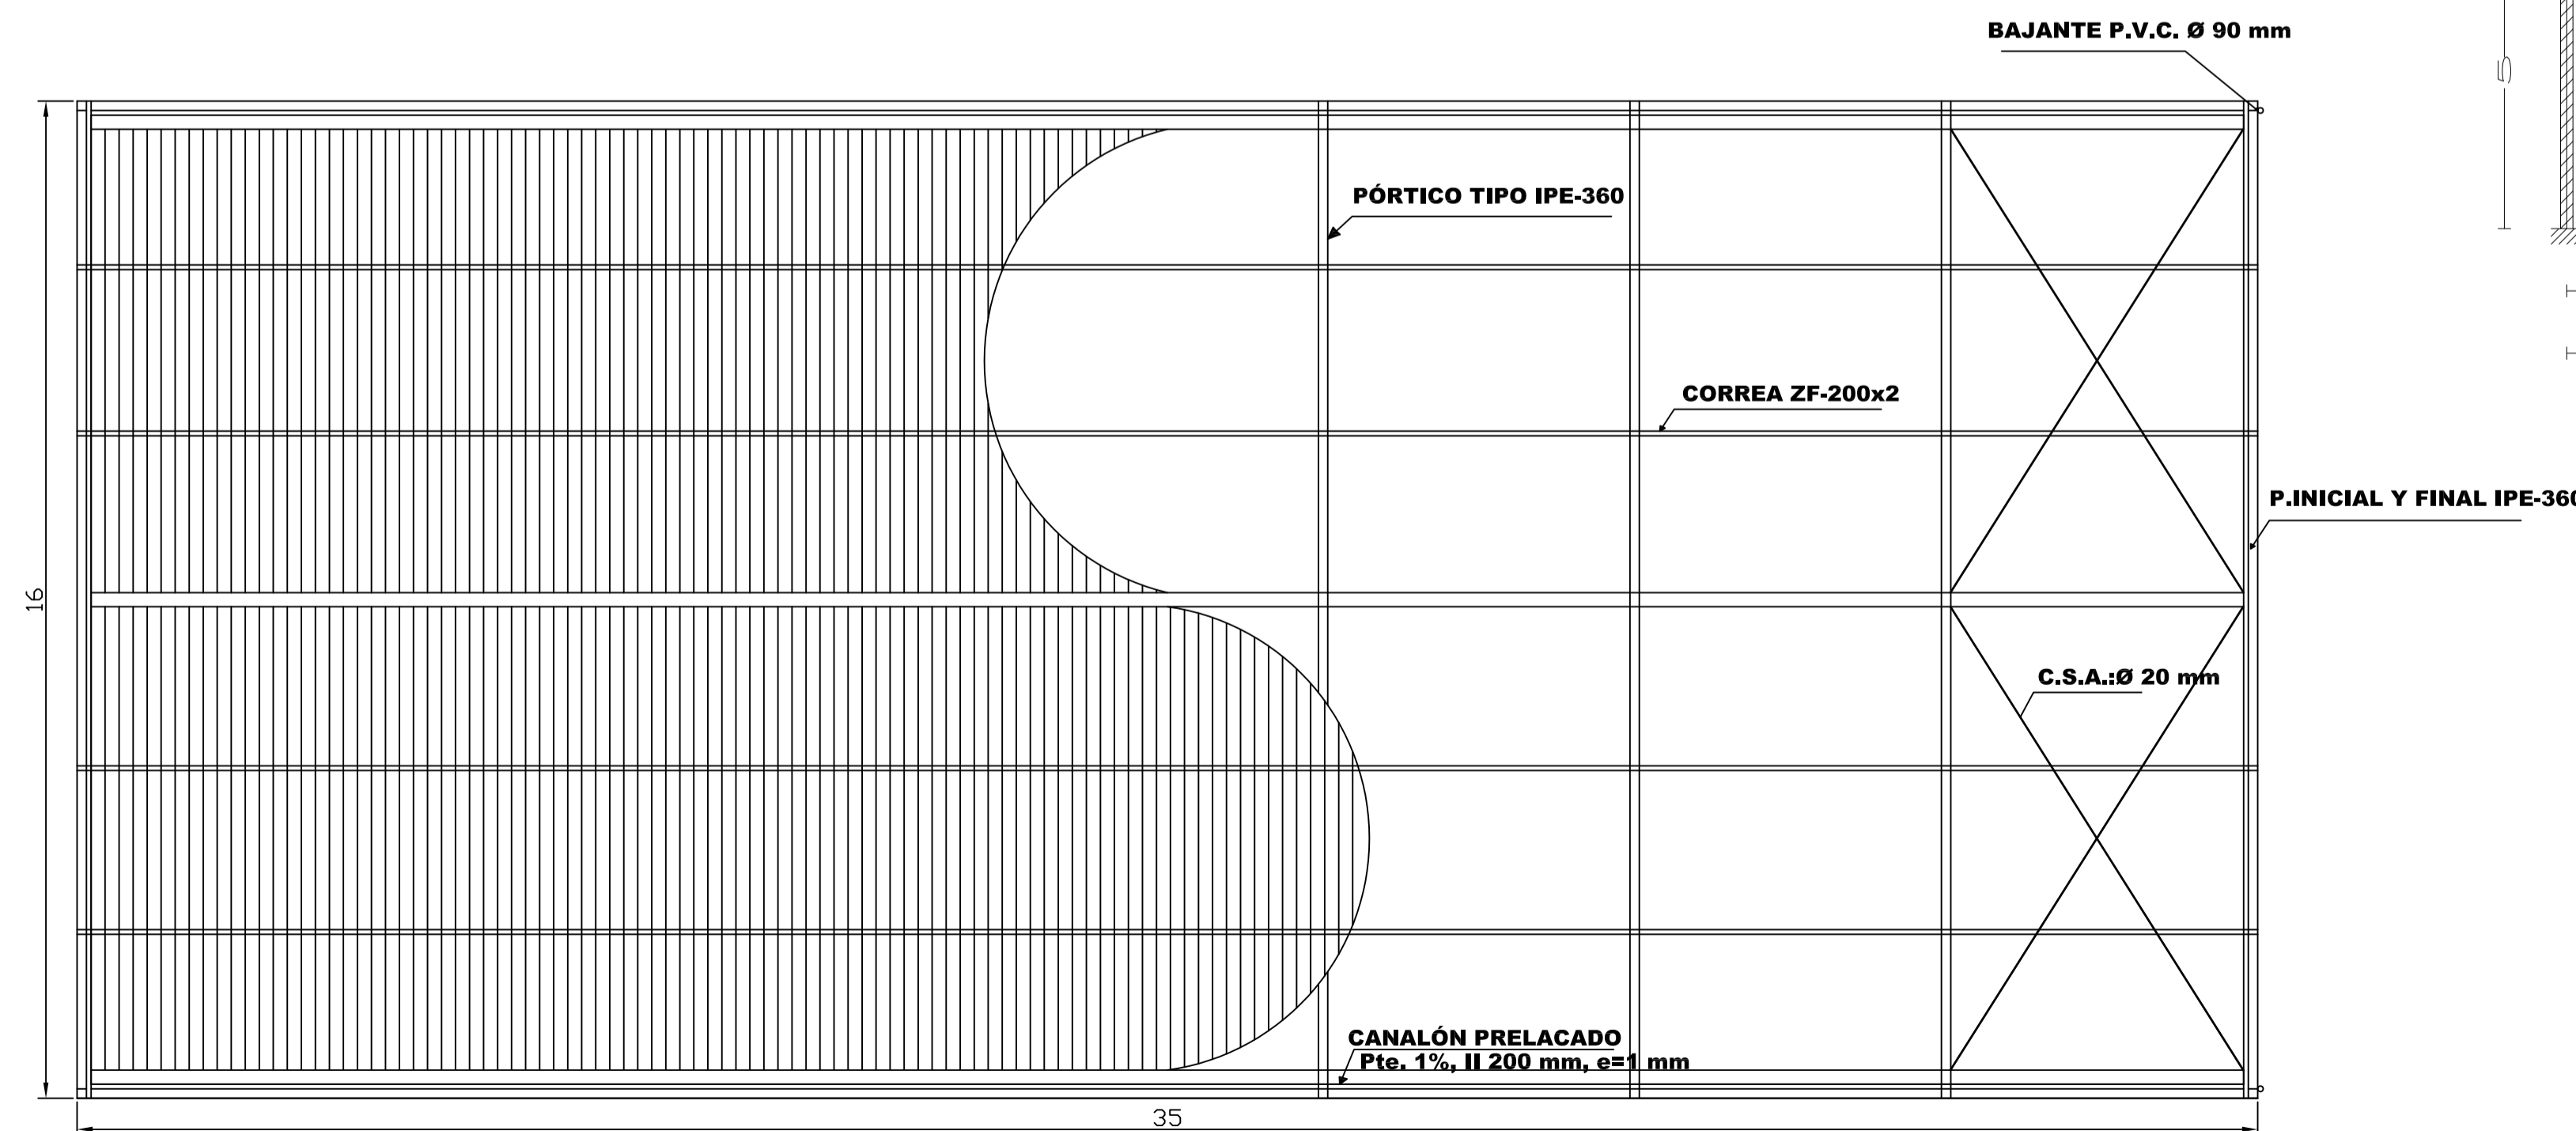 BAJANTE P.V.C. Ø 90 mm
5
PÓRTICO TIPO IPE-360
CORREA ZF-200x2
P.INICIAL Y FINAL IPE-360
16
C.S.A.:Ø 20 mm
CANALÓN PRELACADO
Pte. 1%, II 200 mm, e=1 mm
35